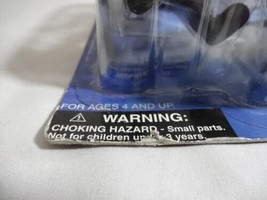 FOR AGES 4 AND UP.
WARNING:
CHOKING HAZARD - Small parts.
Not for children under 3 years.